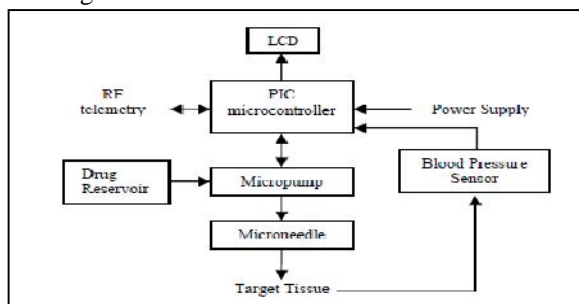 LCD
RF
telemetry
PIC
microcontroller
Power Supply
Drug
Reservoir
Micropump
Blood Pressure
Sensor
Microneedle
Target Tissue